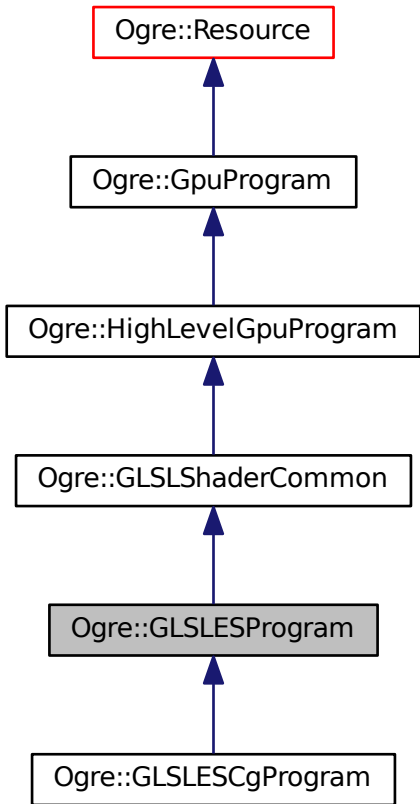 Ogre::Resource
Ogre::GpuProgram
Ogre::HighLevelGpuProgram
Ogre::GLSLShaderCommon
Ogre::GLSLESProgram
Ogre::GLSLESCgProgram